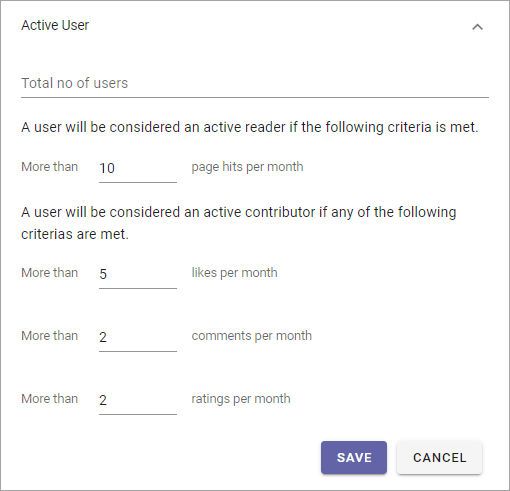 Active User
Total no of users
A user will be considered an active reader if the following criteria is met.
More than 10 page hits per month
A user will be considered an active contributor if any of the following
criterias are met.
More than 5 likes per month
More than 2 comments per month
More than 2 ratings per month
SAVE CANCEL